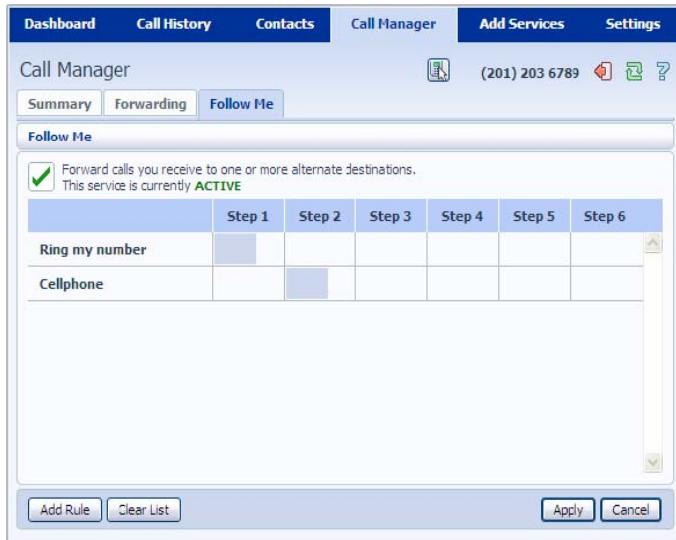 Dashboard Call History Contacts Call Manager Add Services Settings
Call Manager (201) 203 6789 ?
Summary Forwarding Follow Me
Follow Me
Forward calls you receive to one or more alternate destinations.
This service is currently ACTIVE
Step 1 Step 2 Step 3 Step 4 Step 5 Step 6
Ring my number
Cellphone
Add Rule Clear List Apply Cancel